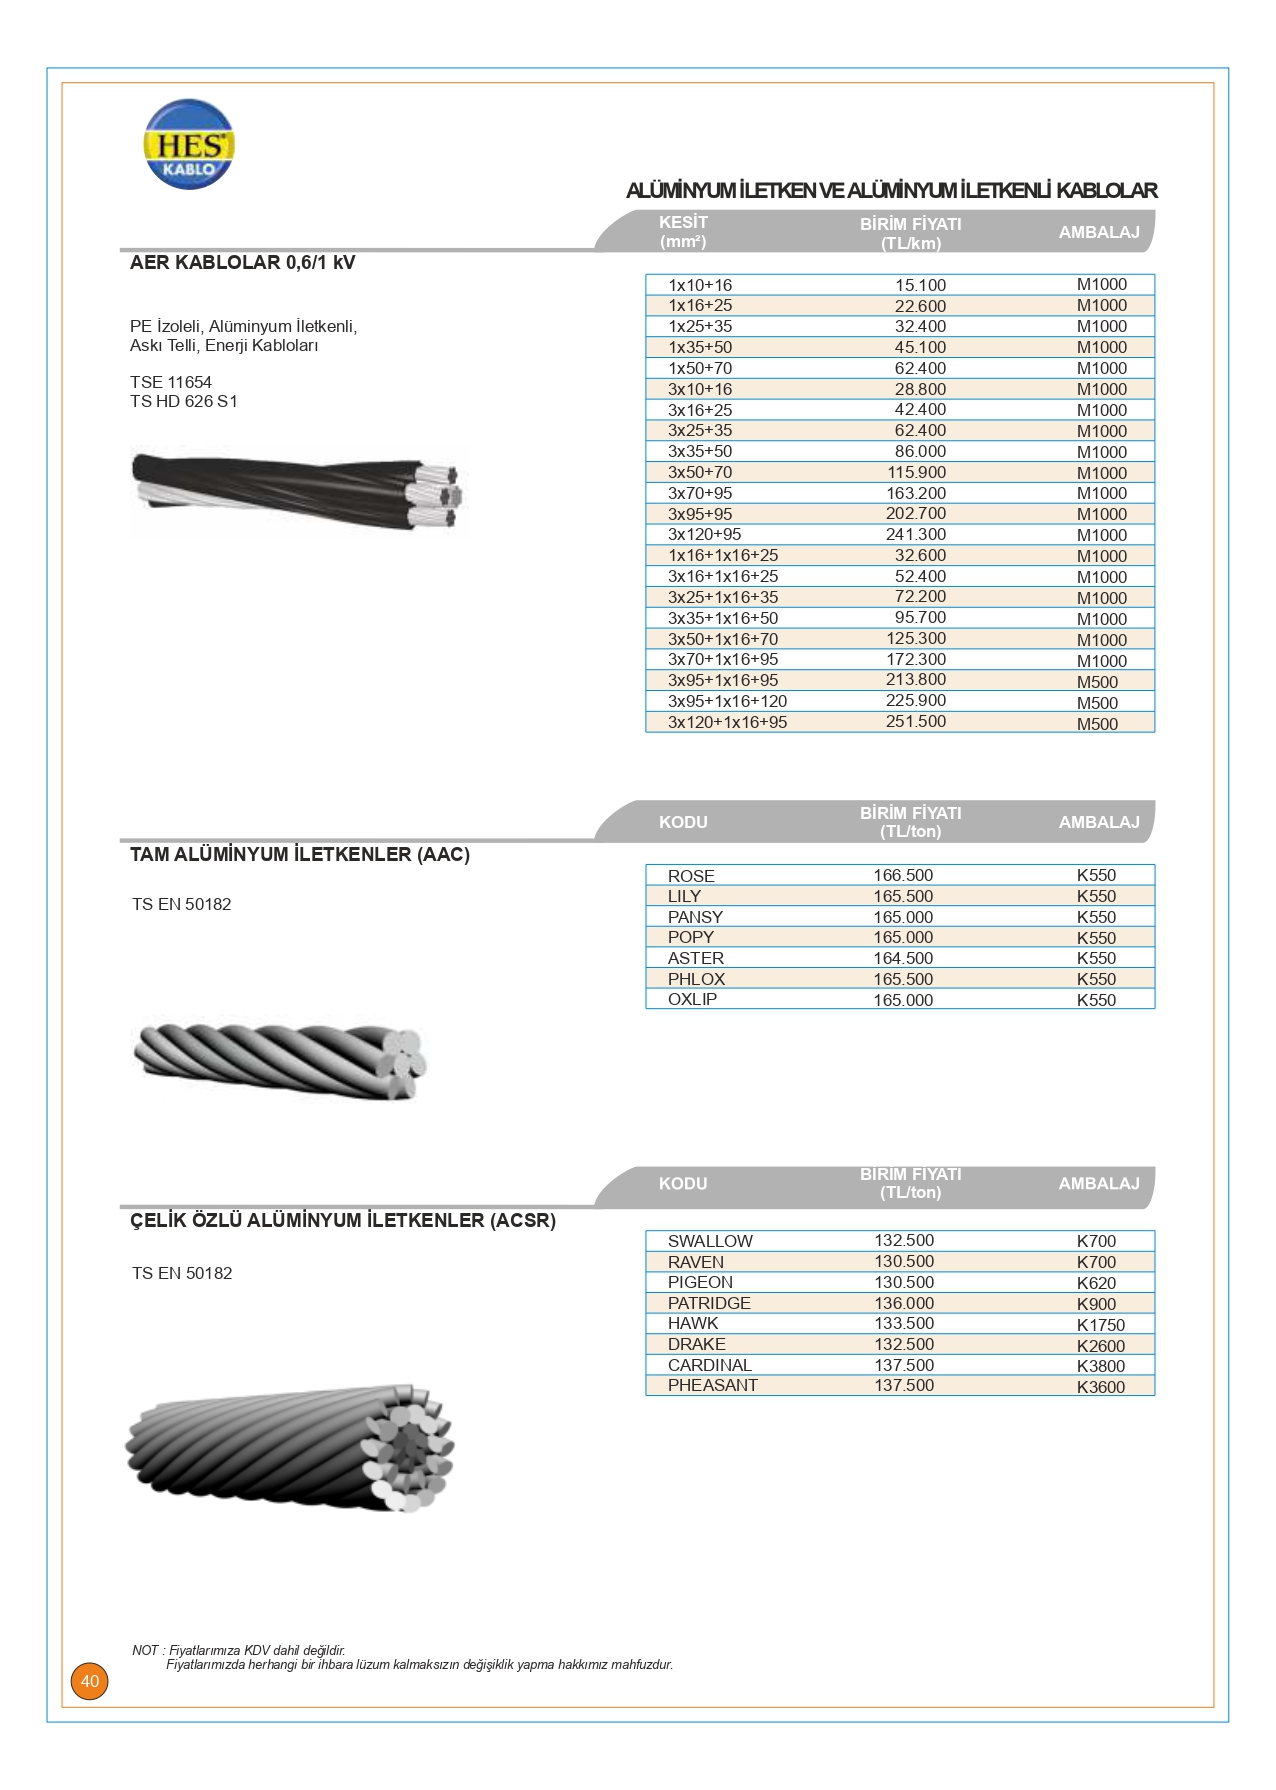 HES
KABLO
ALÜMİNYUM İLETKEN VE ALÜMİNYUM İLETKENLİ KABLOLAR
KESİT (mm²) BİRİM FİYATI (TL/km) AMBALAJ
AER KABLOLAR 0,6/1 kV
PE İzoleli, Alüminyum İletkenli,
Askı Telli, Enerji Kabloları
TSE 11654
TS HD 626 S1
1x10+16 15.100 M1000
1x16+25 22.600 M1000
1x25+35 32.400 M1000
1x35+50 45.100 M1000
1x50+70 62.400 M1000
3x10+16 28.800 M1000
3x16+25 42.400 M1000
3x25+35 62.400 M1000
3x35+50 86.000 M1000
3x50+70 115.900 M1000
3x70+95 163.200 M1000
3x95+95 202.700 M1000
3x120+95 241.300 M1000
1x16+1x16+25 32.600 M1000
3x16+1x16+25 52.400 M1000
3x25+1x16+35 72.200 M1000
3x35+1x16+50 95.700 M1000
3x50+1x16+70 125.300 M1000
3x70+1x16+95 172.300 M1000
3x95+1x16+95 213.800 M500
3x95+1x16+120 225.900 M500
3x120+1x16+95 251.500 M500
KODU BİRİM FİYATI (TL/ton) AMBALAJ
TAM ALÜMİNYUM İLETKENLER (AAC)
TS EN 50182
ROSE 166.500 K550
LILY 165.500 K550
PANSY 165.000 K550
POPY 165.000 K550
ASTER 164.500 K550
PHLOX 165.500 K550
OXLIP 165.000 K550
KODU BİRİM FİYATI (TL/ton) AMBALAJ
ÇELİK ÖZLÜ ALÜMİNYUM İLETKENLER (ACSR)
TS EN 50182
SWALLOW 132.500 K700
RAVEN 130.500 K700
PIGEON 130.500 K620
PATRIDGE 136.000 K900
HAWK 133.500 K1750
DRAKE 132.500 K2600
CARDINAL 137.500 K3800
PHEASANT 137.500 K3600
NOT : Fiyatlarımıza KDV dahil değildir.
Fiyatlarımızda herhangi bir ihbara lüzum kalmaksızın değişiklik yapma hakkımız mahfuzdur.
40